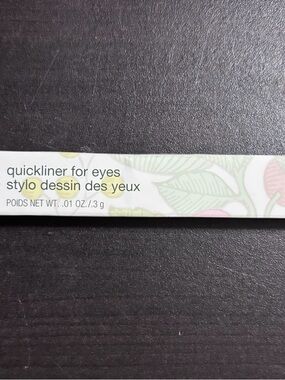 quickliner for eyes
stylo dessin des yeux
POIDS NET WT. .01 OZ./.3 g